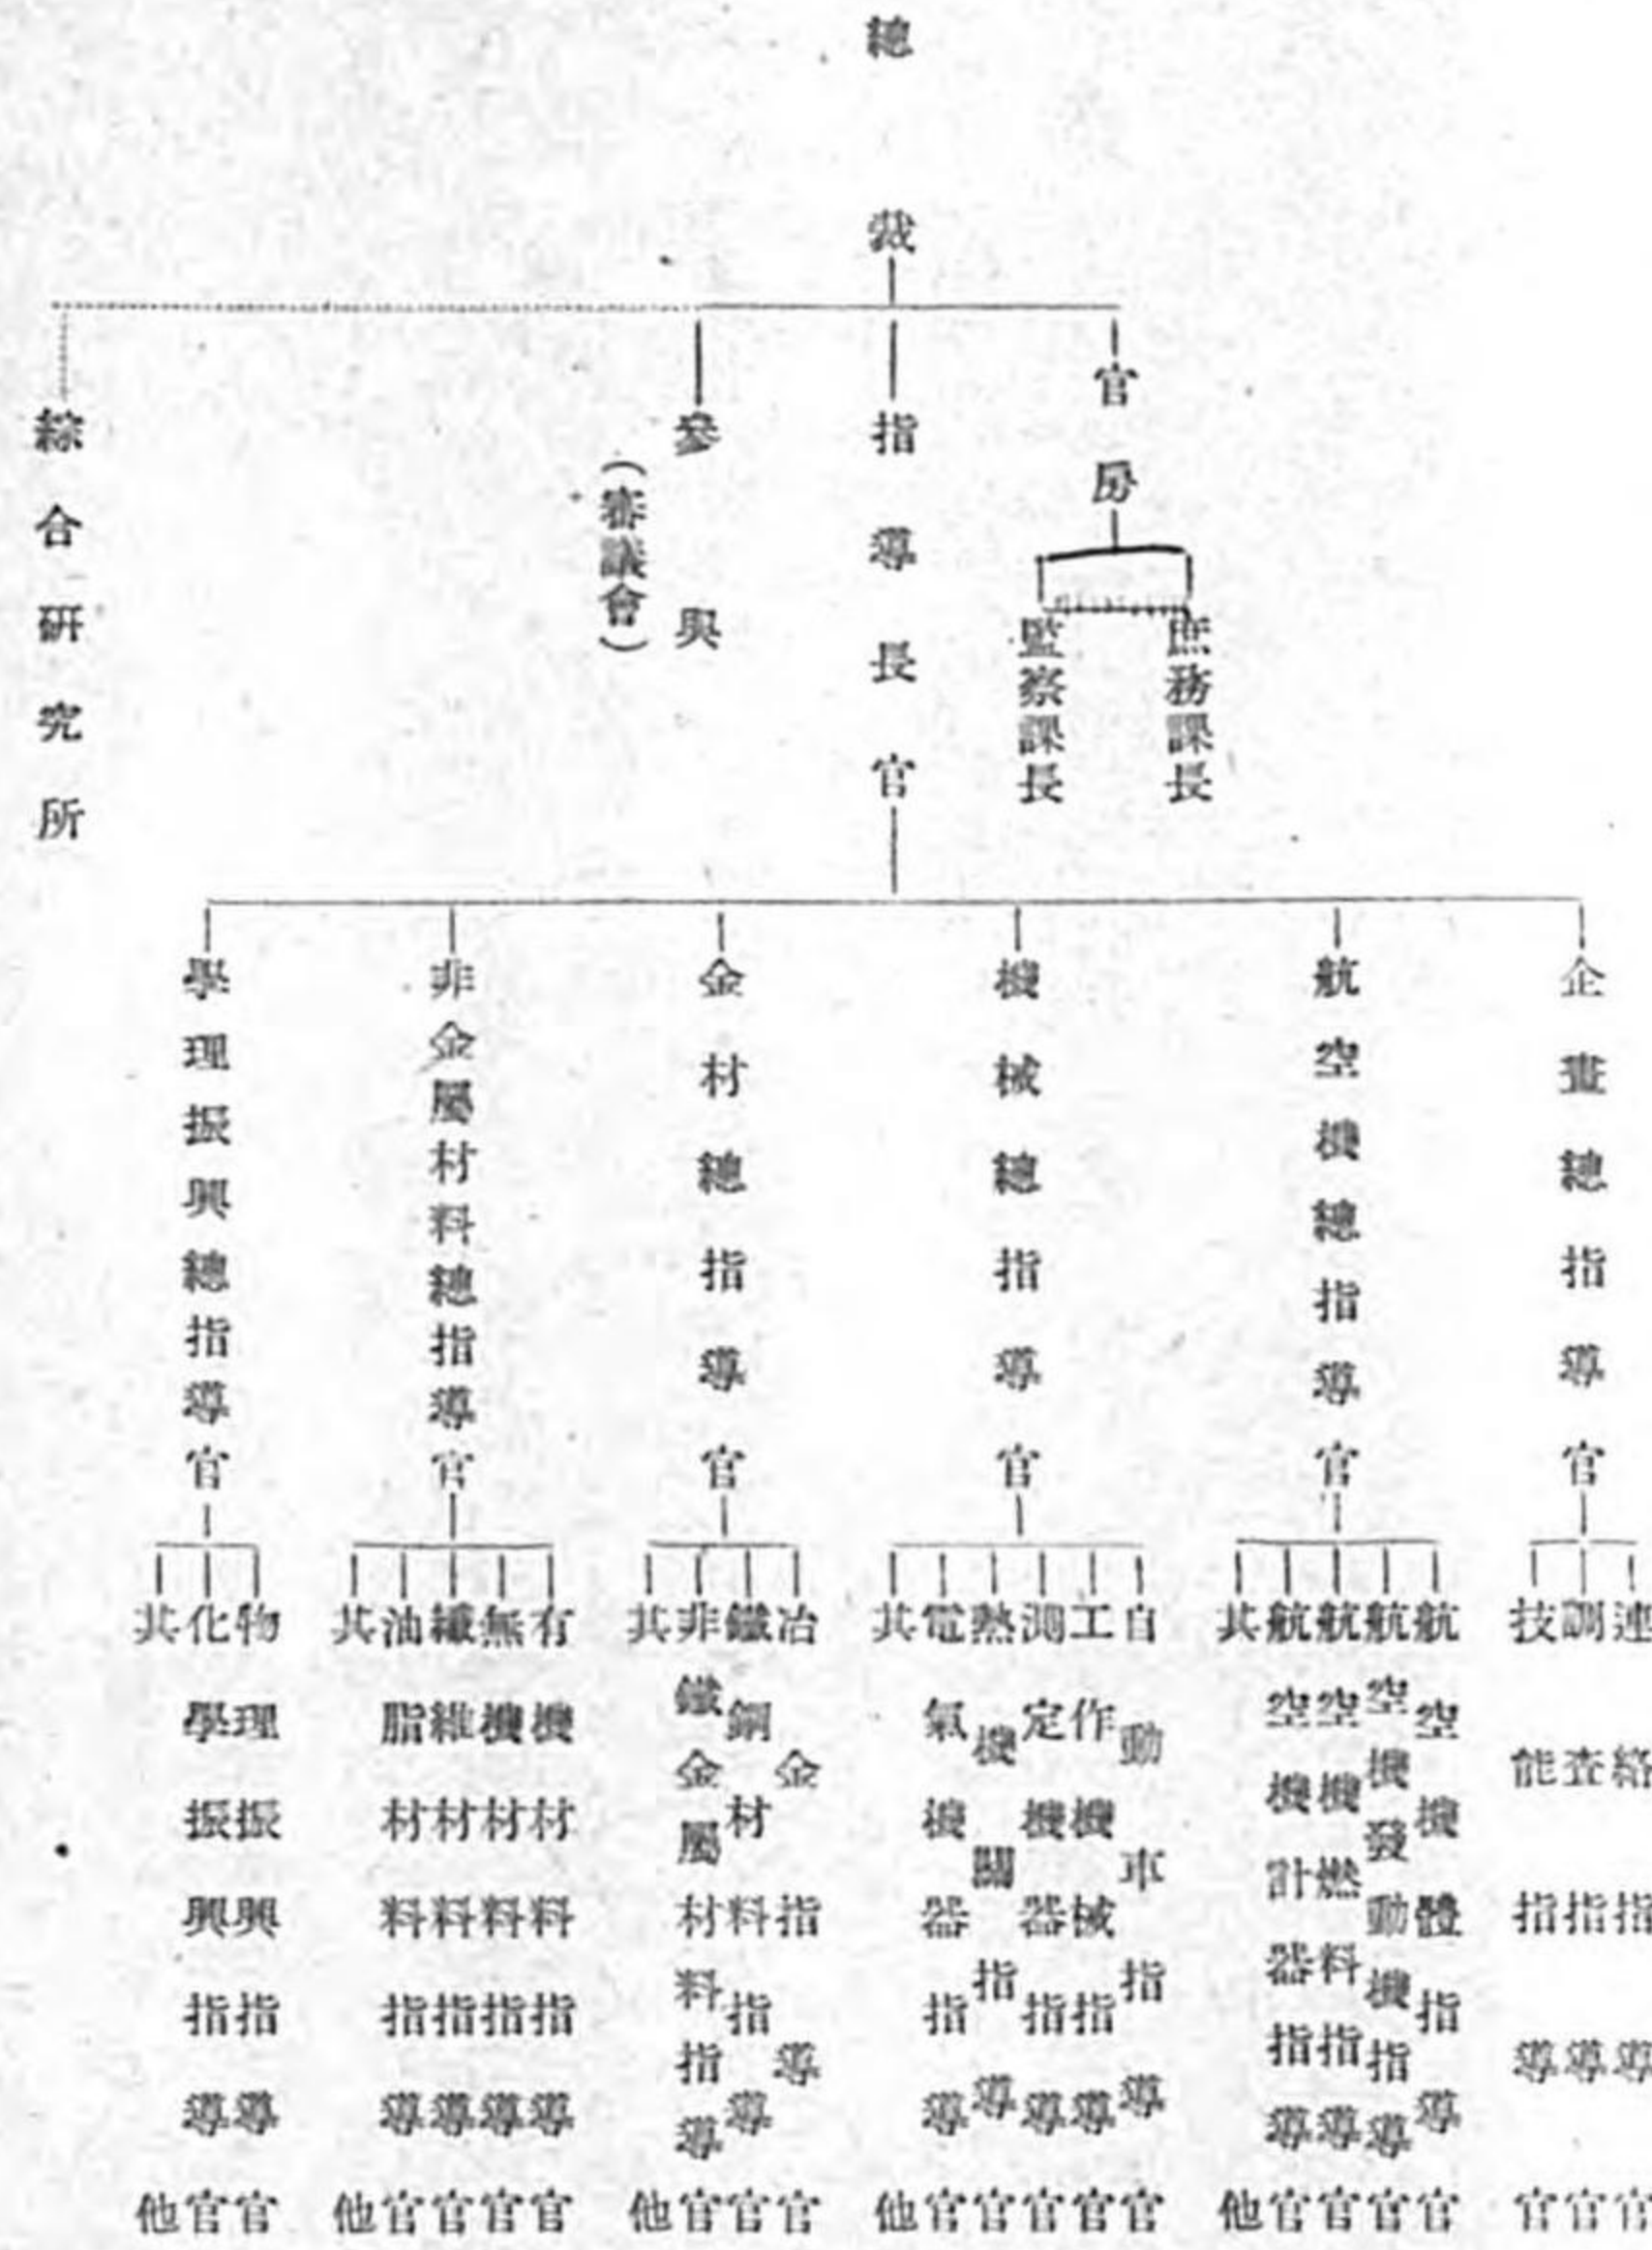 總裁
官房
庶務課長
監察課長
指導長官
參與
(審議會)
綜合研究所
企畫總指導官
連絡指導官
調査指導官
技能指導官
航空機總指導官
航空機體指導官
航空機發動機指導官
航空機燃料指導官
航空機計器指導官
其他
機械總指導官
自動車指導官
工作機械指導官
測定機器指導官
熱機關指導官
電氣機器指導官
其他
金材總指導官
冶金指導官
鐵鋼材料指導官
非鐵金屬材料指導官
其他
非金屬材料總指導官
有機材料指導官
無機材料指導官
纖維材料指導官
油脂材料指導官
其他
學理振興總指導官
物理振興指導官
化學振興指導官
其他